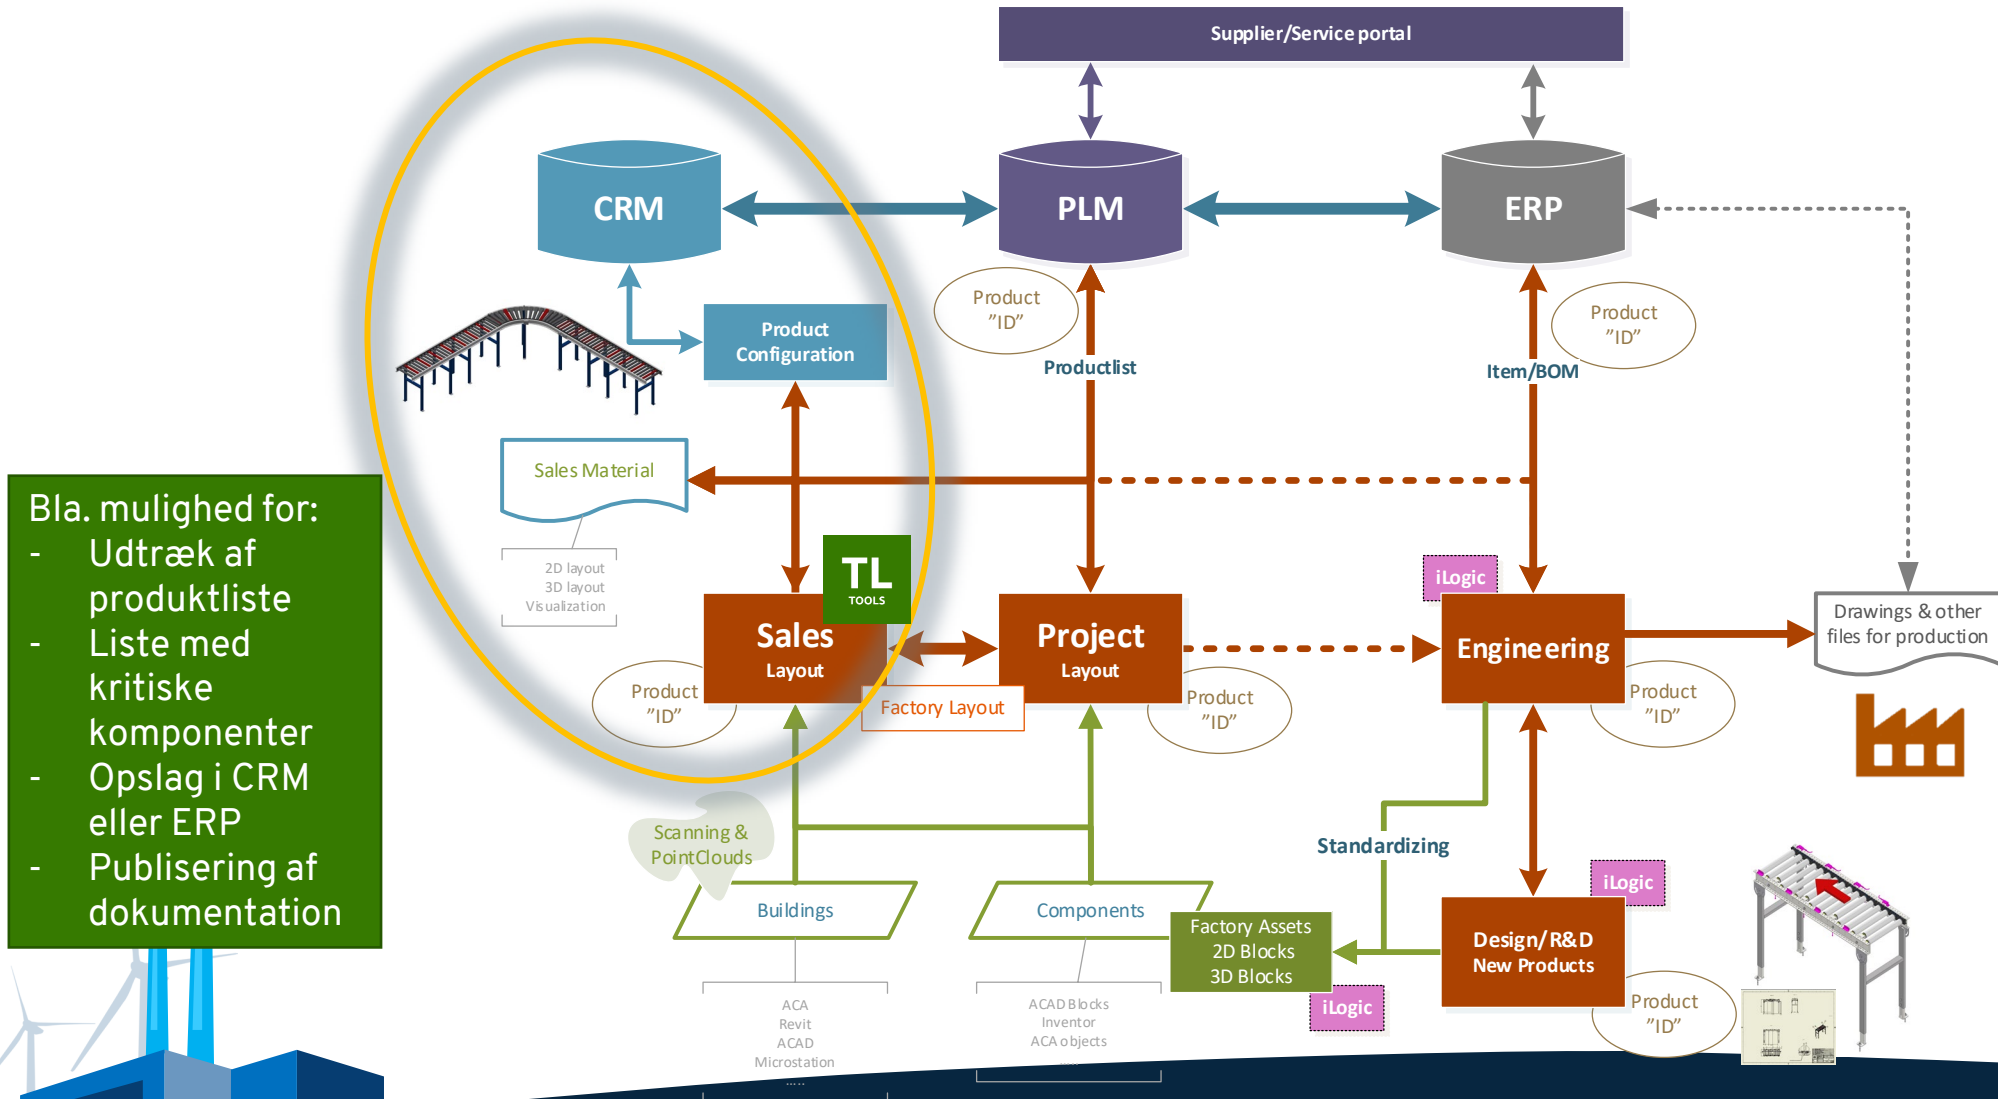 Supplier/Service portal
CRM
PLM
ERP
Product
"ID"
Product
"ID"
Product
Configuration
Productlist
Item/BOM
Sales Material
2D layout
3D layout
Visualization
Bla. mulighed for:
- Udtræk af
produktliste
- Liste med
kritiske
komponenter
- Opslag i CRM
eller ERP
- Publisering af
dokumentation
TL
TOOLS
iLogic
Sales
Layout
Project
Layout
Engineering
Drawings & other
files for production
Product
"ID"
Factory Layout
Product
"ID"
Product
"ID"
Scanning &
PointClouds
Standardizing
Buildings
Components
Factory Assets
2D Blocks
3D Blocks
iLogic
Design/R&D
New Products
iLogic
Product
"ID"
ACA
Revit
ACAD
Microstation
.....
ACAD Blocks
Inventor
ACA objects
.....